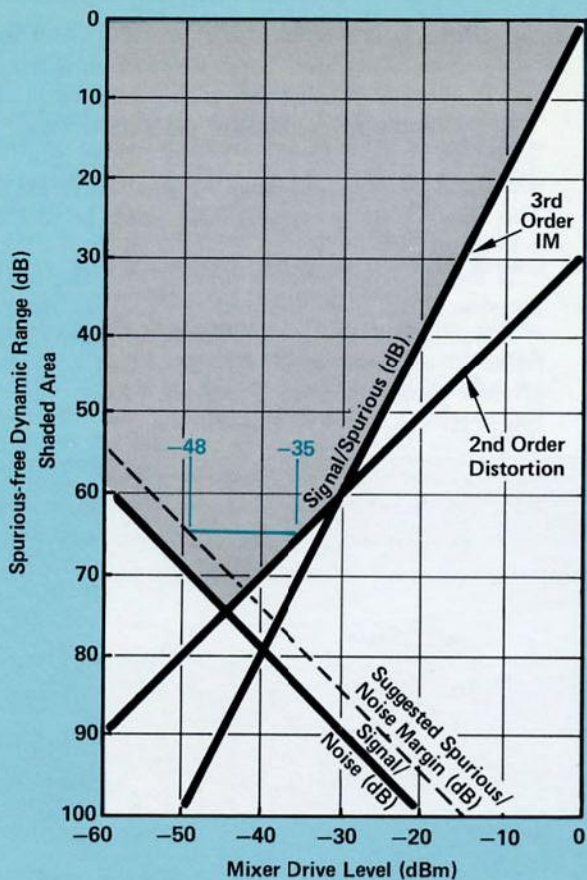 0
10
20
30
40
50
60
70
80
90
100
Spurious-free Dynamic Range (dB)
Shaded Area
3rd
Order
IM
Signal/Spurious (dB)
2nd Order
Distortion
–48
–35
Suggested Spurious/
Noise Margin (dB)
Signal/
Noise (dB)
–60
–50
–40
–30
–20
–10
0
Mixer Drive Level (dBm)